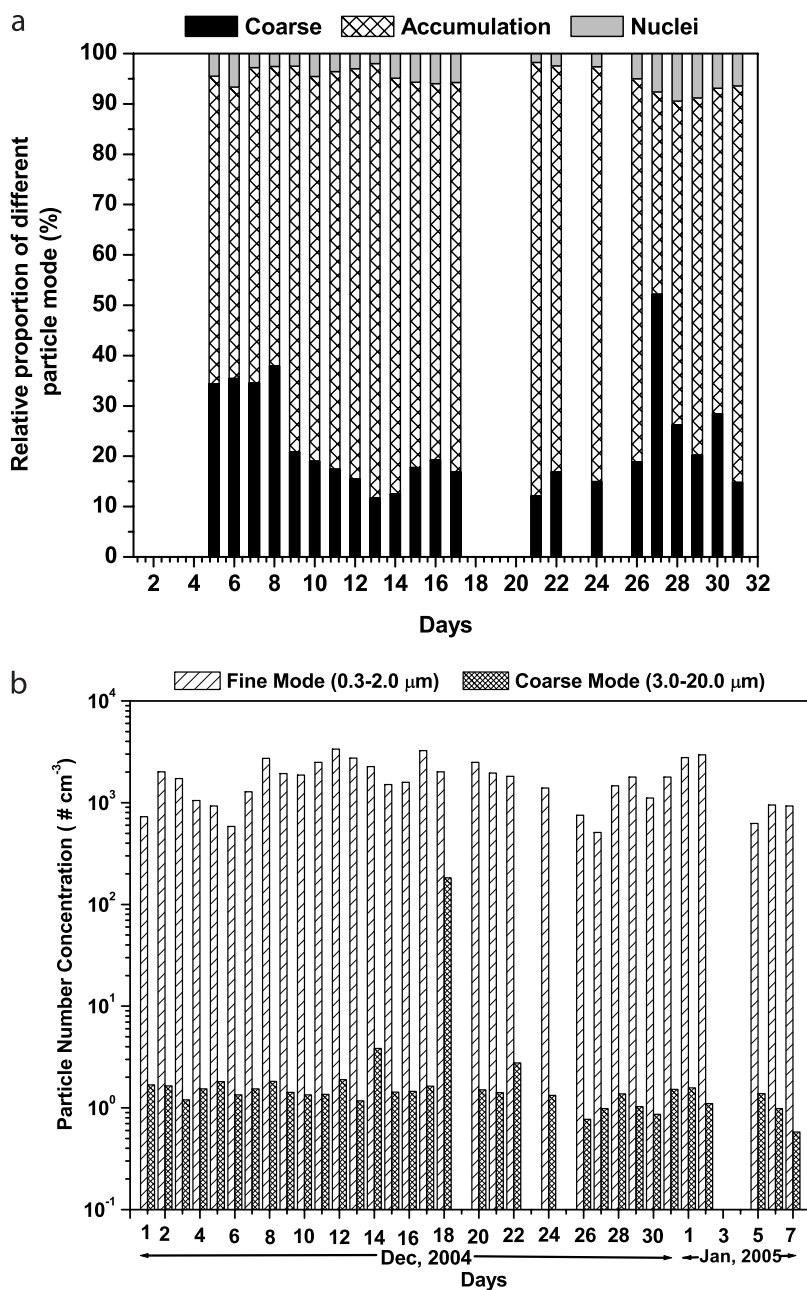 a
Coarse Accumulation Nuclei
100
90
80
70
60
50
40
30
20
10
0
Relative proportion of different
particle mode (%)
2 4 6 8 10 12 14 16 18 20 22 24 26 28 30 32
Days
b
Fine Mode (0.3-2.0 μm) Coarse Mode (3.0-20.0 μm)
10^4
10^3
10^2
10^1
10^0
10^-1
Particle Number Concentration ( # cm^-3)
1 2 4 6 8 10 12 14 16 18 20 22 24 26 28 30 1 3 5 7
Dec, 2004 Jan, 2005
Days